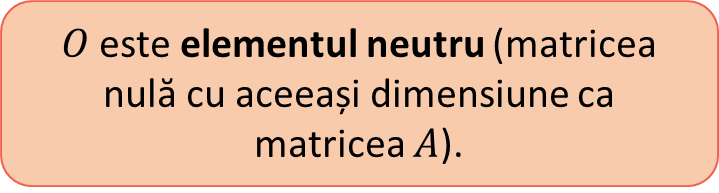 O este elementul neutru (matricea
nulă cu aceeași dimensiune ca
matricea A).